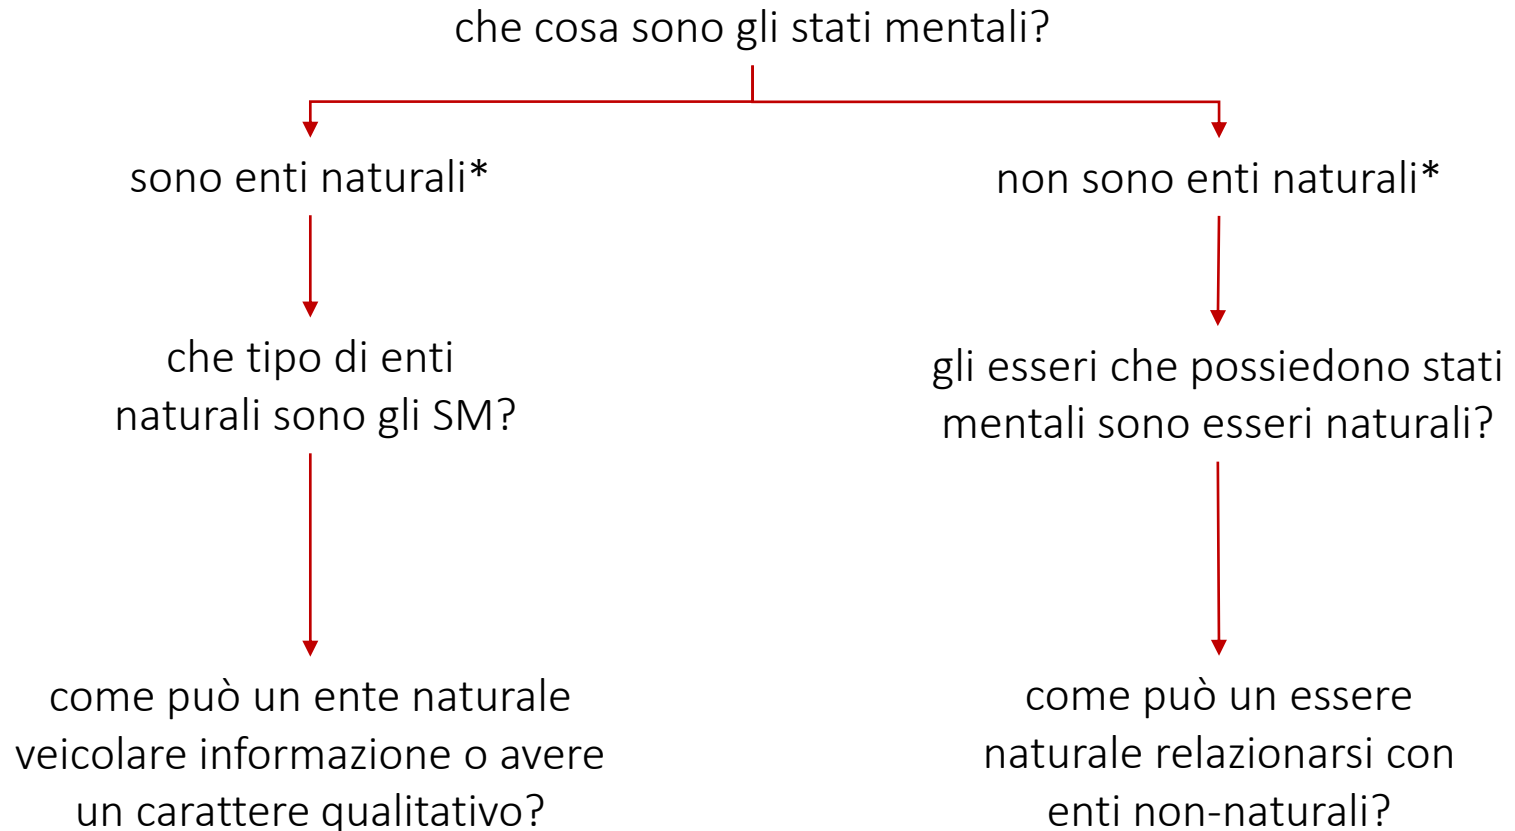 che cosa sono gli stati mentali?
sono enti naturali*
non sono enti naturali*
che tipo di enti
naturali sono gli SM?
gli esseri che possiedono stati
mentali sono esseri naturali?
come può un ente naturale
veicolare informazione o avere
un carattere qualitativo?
come può un essere
naturale relazionarsi con
enti non-naturali?